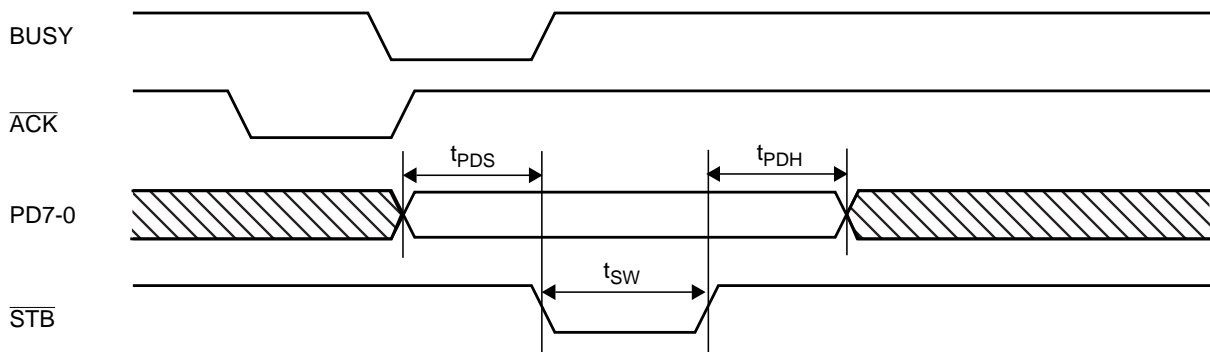 BUSY
ACK
tPDS
tPDH
PD7-0
tSW
STB